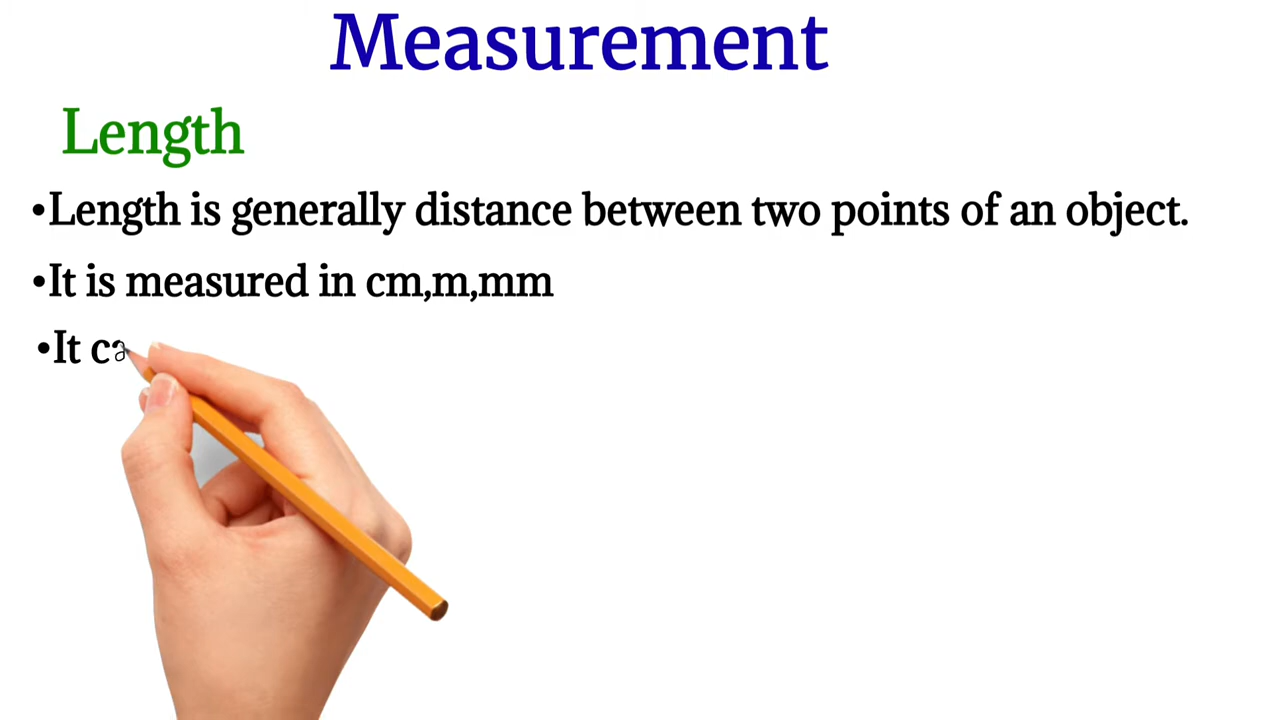 Measurement
Length
•Length is generally distance between two points of an object.
•It is measured in cm,m,mm
•It